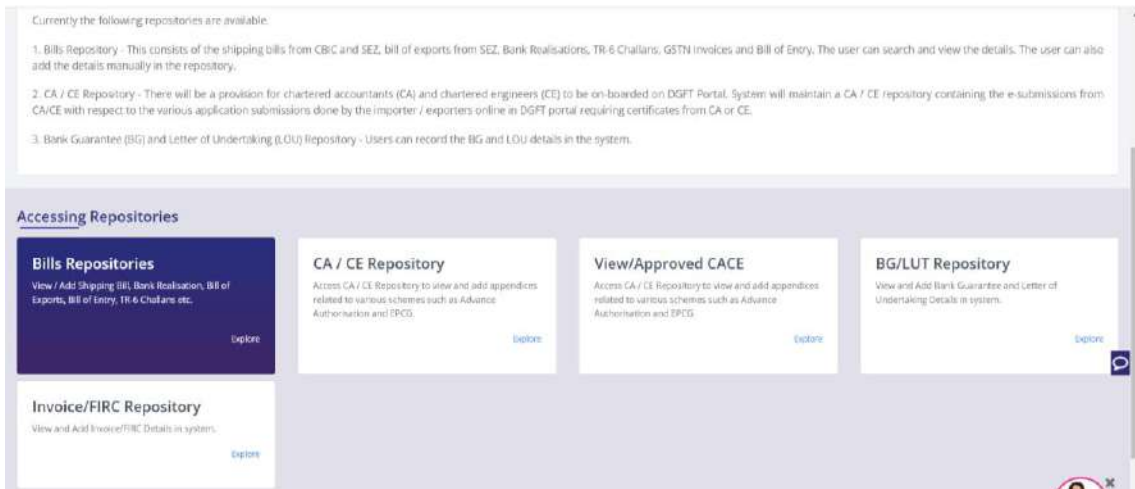 Currently the following repositories are available.
1. Bills Repository - This consists of the shipping bills from CBIC and SEZ, bill of exports from SEZ, Bank Realisations, TR-6 Challans, GSTN Invoices and Bill of Entry. The user can search and view the details. The user can also
add the details manually in the repository.
2. CA / CE Repository - There will be a provision for chartered accountants (CA) and chartered engineers (CE) to be on-boarded on DGFT Portal. System will maintain a CA / CE repository containing the e-submissions from
CA/CE with respect to the various application submissions done by the importer / exporters online in DGFT portal requiring certificates from CA or CE.
3. Bank Guarantee (BG) and Letter of Undertaking (LOU) Repository - Users can record the BG and LOU details in the system.
Accessing Repositories
Bills Repositories
View / Add Shipping Bill, Bank Realisation, Bill of
Exports, Bill of Entry, TR-6 Challans etc.
Explore
CA / CE Repository
Access CA / CE Repository to view and add appendices
related to various schemes such as Advance
Authorisation and EPCG.
Explore
View/Approved CACE
Access CA / CE Repository to view and add appendices
related to various schemes such as Advance
Authorisation and EPCG
Explore
BG/LUT Repository
View and Add Bank Guarantee and Letter of
Undertaking Details in system.
Explore
Invoice/FIRC Repository
View and Add Invoice/FIRC Details in system.
Explore